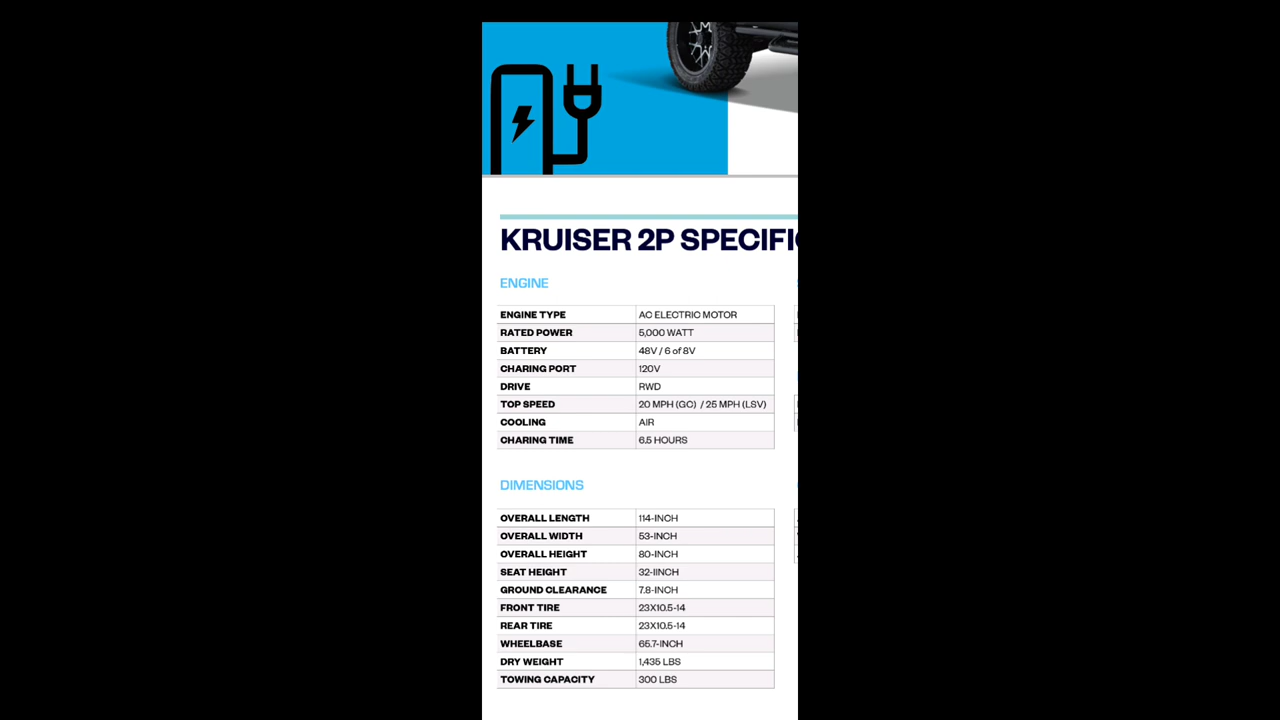 KRUISER 2P SPECIFIC
ENGINE
ENGINE TYPE AC ELECTRIC MOTOR
RATED POWER 5,000 WATT
BATTERY 48V / 6 of 8V
CHARING PORT 120V
DRIVE RWD
TOP SPEED 20 MPH (GC) / 25 MPH (LSV)
COOLING AIR
CHARING TIME 6.5 HOURS
DIMENSIONS
OVERALL LENGTH 114-INCH
OVERALL WIDTH 53-INCH
OVERALL HEIGHT 80-INCH
SEAT HEIGHT 32-IINCH
GROUND CLEARANCE 7.8-INCH
FRONT TIRE 23X10.5-14
REAR TIRE 23X10.5-14
WHEELBASE 65.7-INCH
DRY WEIGHT 1,435 LBS
TOWING CAPACITY 300 LBS